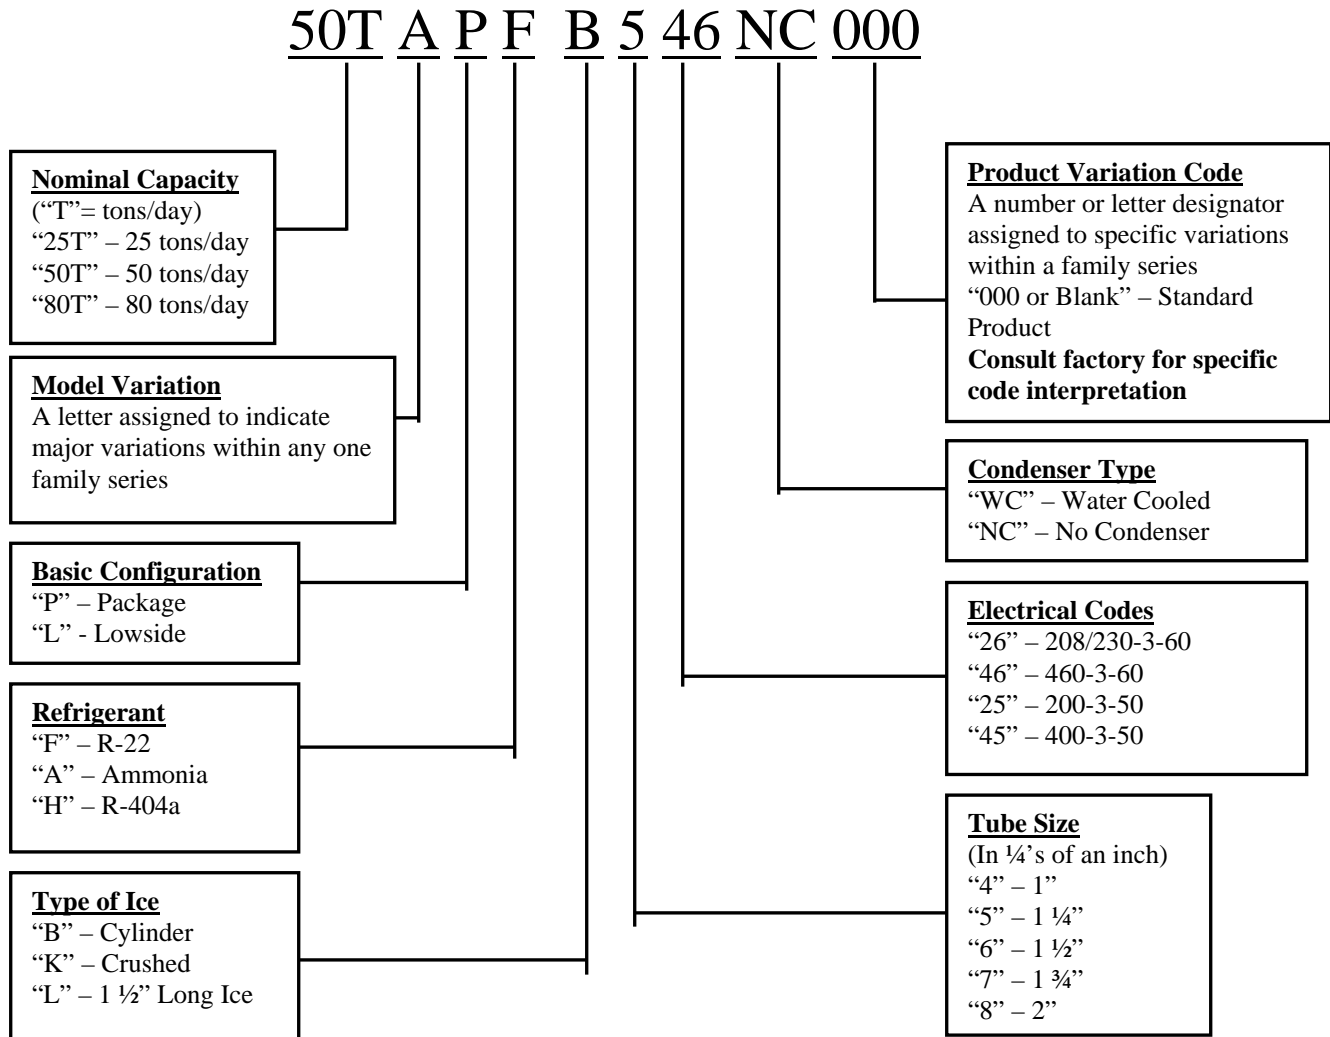 50T A P F B 5 46 NC 000
Nominal Capacity
(“T”= tons/day)
“25T” – 25 tons/day
“50T” – 50 tons/day
“80T” – 80 tons/day
Model Variation
A letter assigned to indicate
major variations within any one
family series
Basic Configuration
“P” – Package
“L” - Lowside
Refrigerant
“F” – R-22
“A” – Ammonia
“H” – R-404a
Type of Ice
“B” – Cylinder
“K” – Crushed
“L” – 1 ½” Long Ice
Product Variation Code
A number or letter designator
assigned to specific variations
within a family series
“000 or Blank” – Standard
Product
Consult factory for specific
code interpretation
Condenser Type
“WC” – Water Cooled
“NC” – No Condenser
Electrical Codes
“26” – 208/230-3-60
“46” – 460-3-60
“25” – 200-3-50
“45” – 400-3-50
Tube Size
(In ¼’s of an inch)
“4” – 1”
“5” – 1 ¼”
“6” – 1 ½”
“7” – 1 ¾”
“8” – 2”